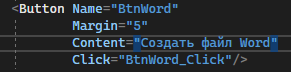 <Button Name="BtnWord"
Margin="5"
Content="Создать файл Word"
Click="BtnWord_Click"/>